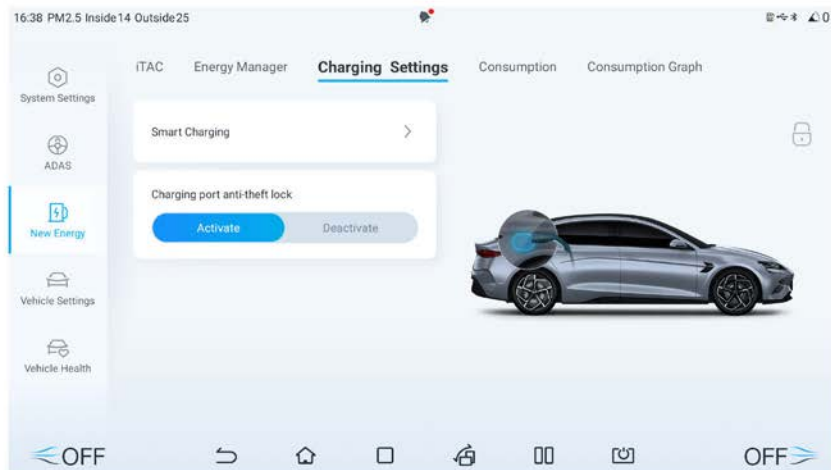 16:38 PM2.5 Inside14 Outside25
0
iTAC Energy Manager Charging Settings Consumption Consumption Graph
System Settings
ADAS
New Energy
Vehicle Settings
Vehicle Health
Smart Charging
Charging port anti-theft lock
Activate Deactivate
OFF OFF